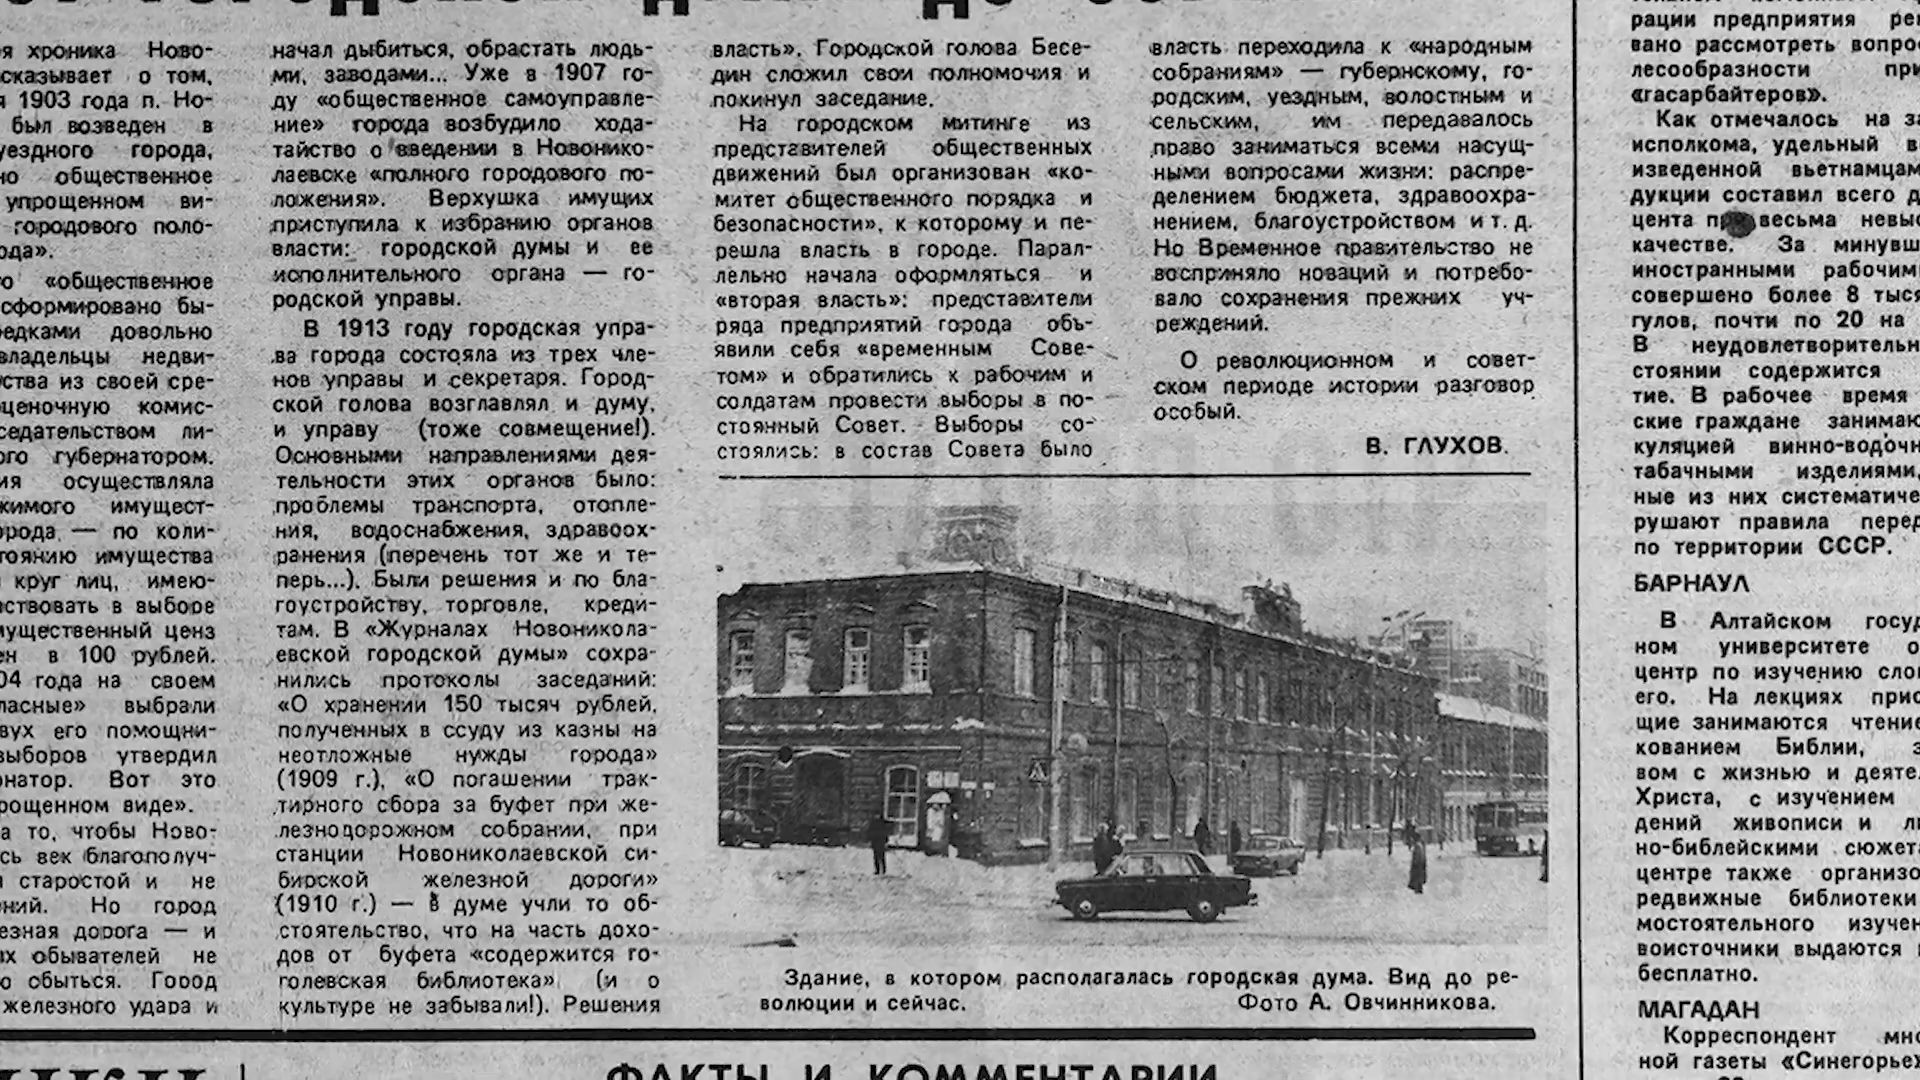 я хроника Ново-
сказывает о том,
я 1903 года п. Но-
был возведен в
уездного города,
но общественное
упрощенном ви-
городового поло-
ода».
го «общественное
сформировано бы-
редками довольно
владельцы недви-
ства из своей сре-
оценочную комис-
седательством ли-
ого губернатором.
ия осуществляла
жимого имущест-
орода — по коли-
тоянию имущества
круг лиц, имею-
аствовать в выборе
мущественный ценз
ен в 100 рублей.
04 года на своем
ласные» выбрали
вух его помощни-
выборов утвердил
рнатор. Вот это
рощенном виде».
а то, чтобы Ново-
сь век благополуч-
я старостой и не
ний. Но город
езная дорога — и
ых обывателей не
о сбыться. Город
железного удара и
начал дыбиться, обрастать людь-
ми, заводами... Уже в 1907 го-
ду «общественное самоуправле-
ние» города возбудило хода-
тайство о введении в Новонико-
лаевске «полного городового по-
ложения». Верхушка имущих
приступила к избранию органов
власти: городской думы и ее
исполнительного органа — го-
родской управы.
В 1913 году городская упра-
ва города состояла из трех чле-
нов управы и секретаря. Город-
ской голова возглавлял и думу,
и управу (тоже совмещение!).
Основными направлениями дея-
тельности этих органов было:
проблемы транспорта, отопле-
ния, водоснабжения, здравоох-
ранения (перечень тот же и те-
перь...). Были решения и по бла-
гоустройству, торговле, креди-
там. В «Журналах Новоникола-
евской городской думы» сохра-
нились протоколы заседаний:
«О хранении 150 тысяч рублей,
полученных в ссуду из казны на
неотложные нужды города»
(1909 г.), «О погашении трак-
тирного сбора за буфет при же-
лезнодорожном собрании, при
станции Новониколаевской си-
бирской железной дороги»
(1910 г.) — в думе учли то об-
стоятельство, что на часть дохо-
дов от буфета «содержится го-
голевская библиотека» (и о
культуре не забывали!). Решения
власть». Городской голова Бесе-
дин сложил свои полномочия и
покинул заседание.
На городском митинге из
представителей общественных
движений был организован «ко-
митет общественного порядка и
безопасности», к которому и пе-
решла власть в городе. Парал-
лельно начала оформляться и
«вторая власть»: представители
ряда предприятий города объ-
явили себя «временным Сове-
том» и обратились к рабочим и
солдатам провести выборы в по-
стоянный Совет. Выборы со-
стоялись: в состав Совета было
власть переходила к «народным
собраниям» — губернскому, го-
родским, уездным, волостным и
сельским, им передавалось
право заниматься всеми насущ-
ными вопросами жизни: распре-
делением бюджета, здравоохра-
нением, благоустройством и т. д.
Но Временное правительство не
восприняло новаций и потребо-
вало сохранения прежних уч-
реждений.
О революционном и совет-
ском периоде истории разговор
особый.
В. ГЛУХОВ.
Здание, в котором располагалась городская дума. Вид до ре-
волюции и сейчас.
Фото А. Овчинникова.
рации предприятия ре
вано рассмотреть вопро
лесообразности при
«гасарбайтеров».
Как отмечалось на за
исполкома, удельный в
изведенной вьетнамцам
дукции составил всего д
цента при весьма невыс
качестве. За минувш
иностранными рабочим
совершено более 8 тыся
гулов, почти по 20 на
В неудовлетворительн
стоянии содержится
тие. В рабочее время
ские граждане занимаю
куляцией винно-водочн
табачными изделиями,
ные из них систематиче
рушают правила перед
по территории СССР.
БАРНАУЛ
В Алтайском госуд
ном университете о
центр по изучению сло
его. На лекциях прис
щие занимаются чтение
кованием Библии, з
вом с жизнью и деяте
Христа, с изучением
дений живописи и л
но-библейскими сюжета
центре также организо
редвижные библиотеки
мостоятельного изучен
воисточники выдаются
бесплатно.
МАГАДАН
Корреспондент мно
ной газеты «Синегорье»
ФАКТЫ И КОММЕНТАРИИ